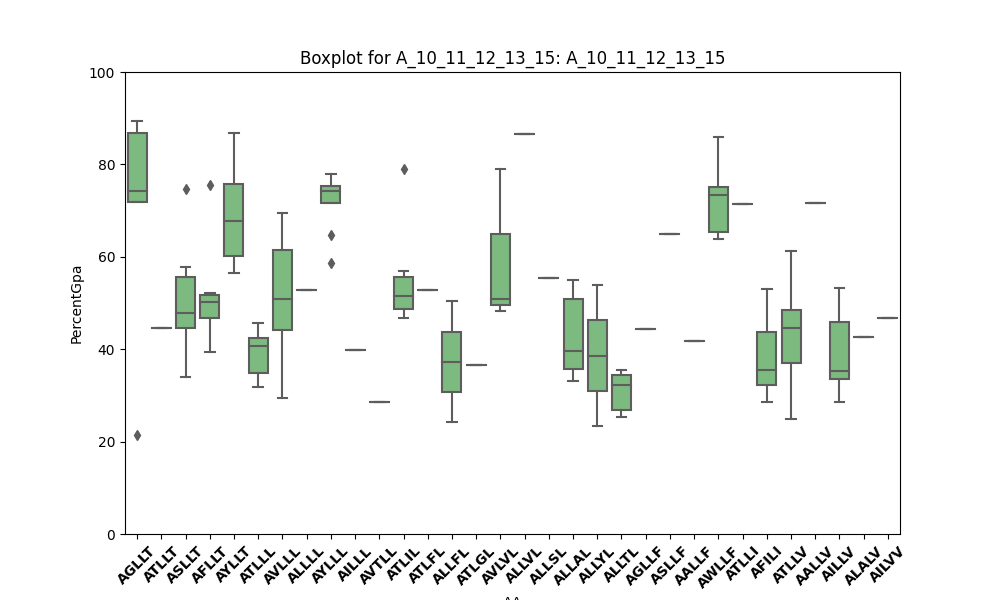 Boxplot for A_10_11_12_13_15: A_10_11_12_13_15
100
80
60
40
20
0
PercentGpa
AGLLT ATLLT ASLLT AFLLT AYLLT ATLLL AVLLL ALLLL AYLLL AILLL AVTLL ATLIL ATLFL ALLFL ATLGL AVLVL ALLVL ALLSL ALLAL ALLYL ALLTL AGLLF ASLLF AALLF AWLLF ATLLI AFILI ATLLV AALLV AILLV ALALV AILVV